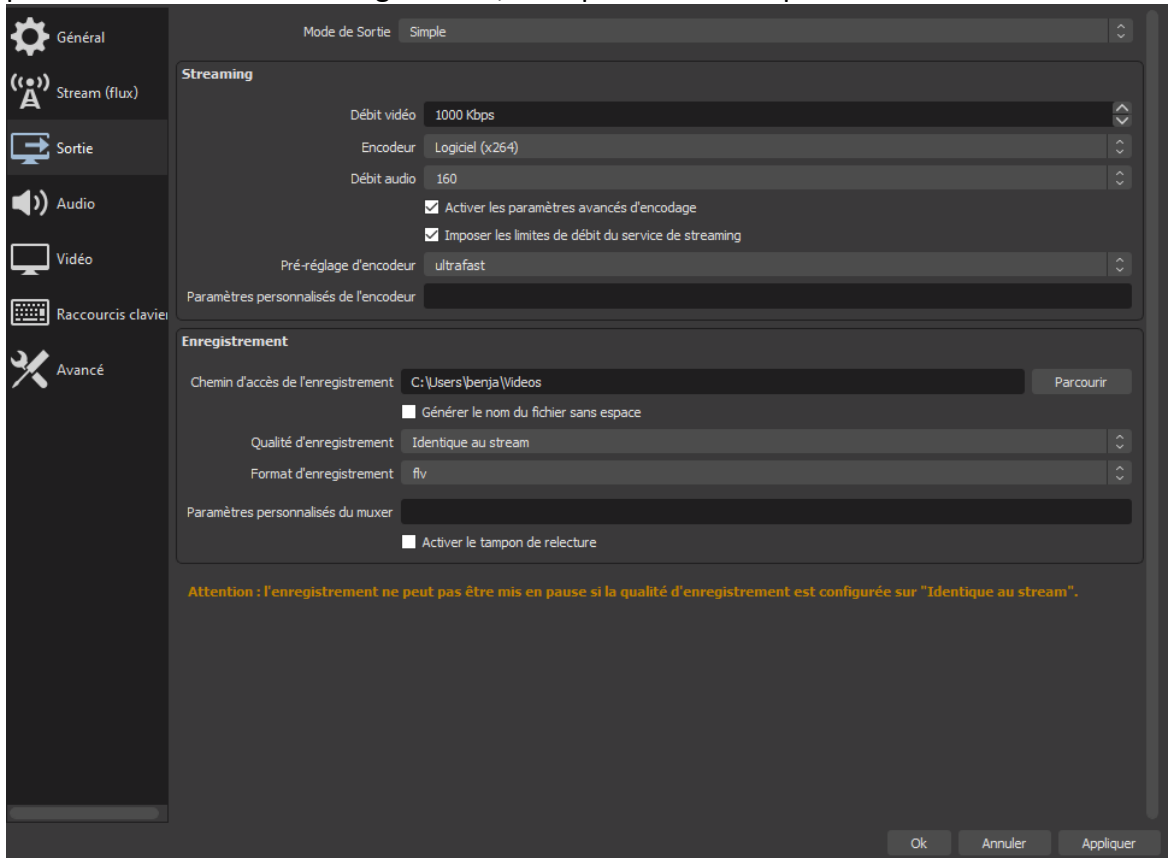 Général
Stream (flux)
Sortie
Audio
Vidéo
Raccourcis clavie
Avancé
Mode de Sortie Simple
Streaming
Débit vidéo 1000 Kbps
Encodeur Logiciel (x264)
Débit audio 160
Activer les paramètres avancés d'encodage
Imposer les limites de débit du service de streaming
Pré-réglage d'encodeur ultrafast
Paramètres personnalisés de l'encodeur
Enregistrement
Chemin d'accès de l'enregistrement C:\Users\benja\Videos Parcourir
Générer le nom du fichier sans espace
Qualité d'enregistrement Identique au stream
Format d'enregistrement flv
Paramètres personnalisés du muxer
Activer le tampon de relecture
Attention : l'enregistrement ne peut pas être mis en pause si la qualité d'enregistrement est configurée sur "Identique au stream".
Ok Annuler Appliquer